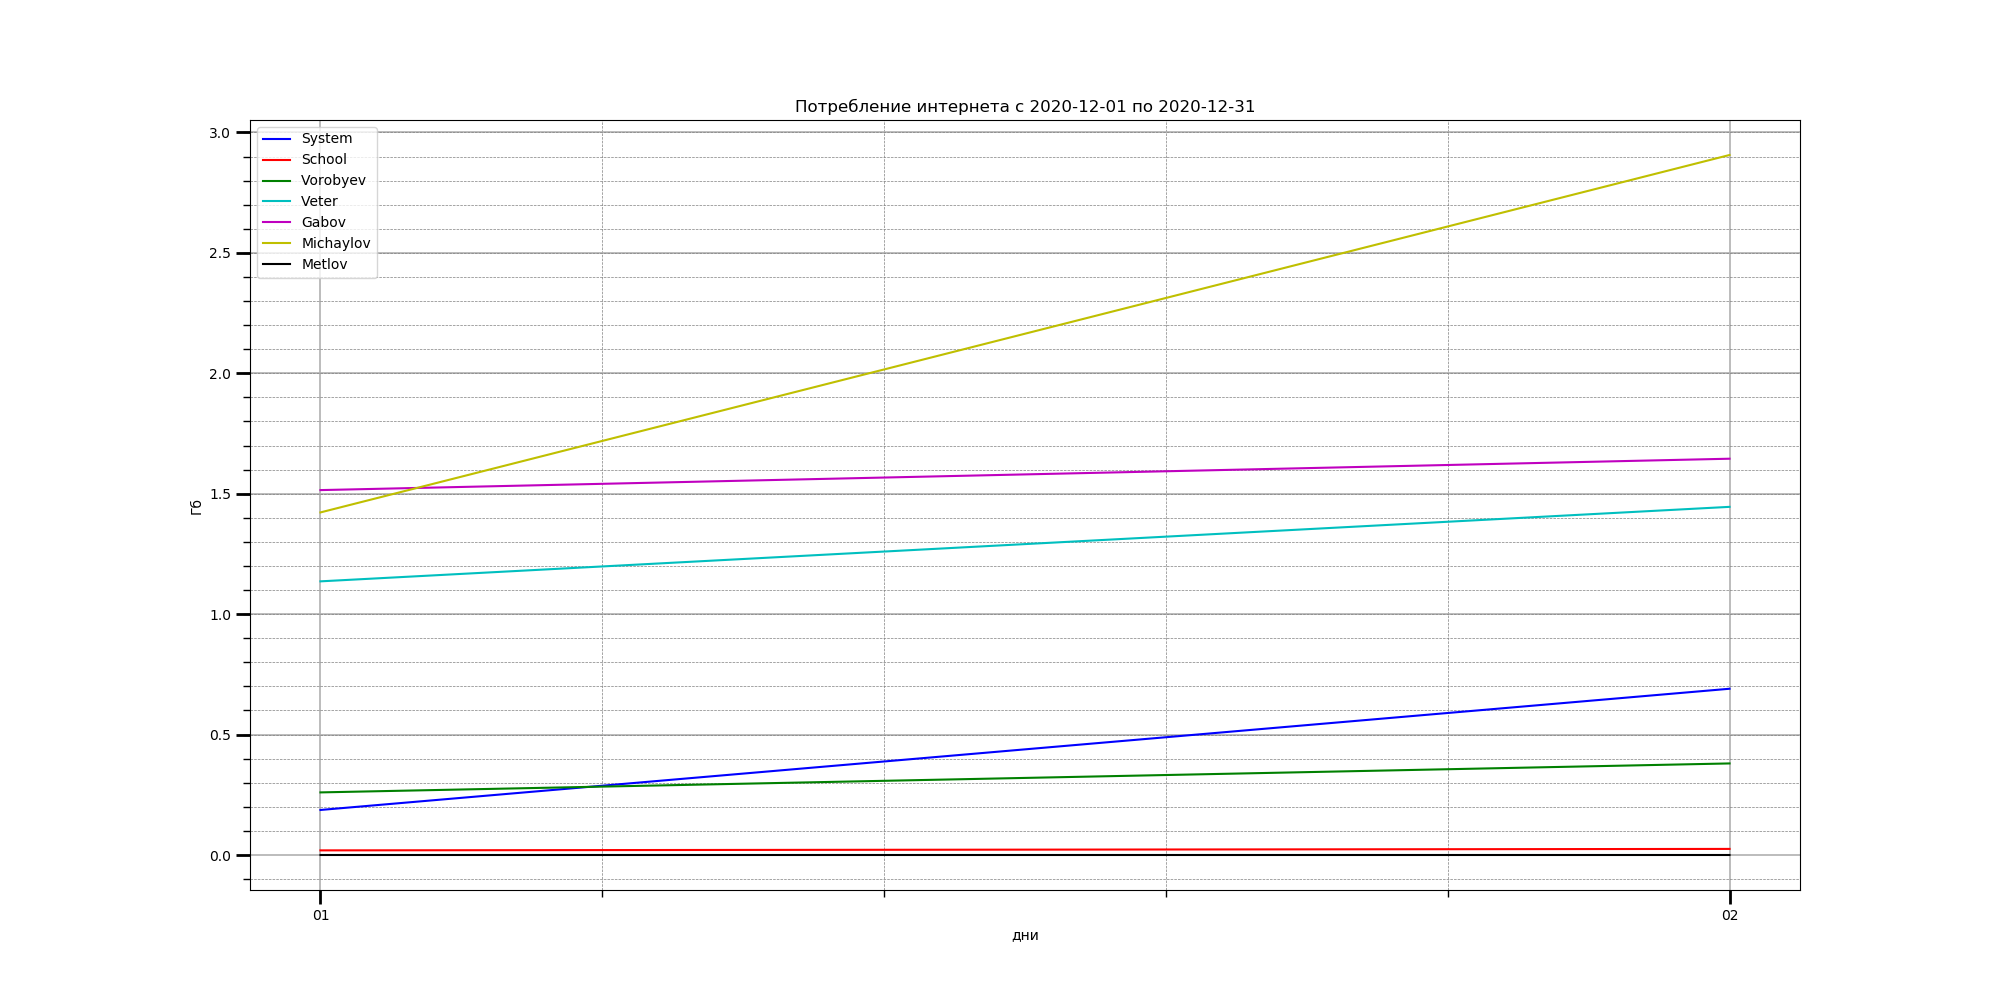 Потребление интернета с 2020-12-01 по 2020-12-31
3.0
2.5
2.0
1.5
1.0
0.5
0.0
Гб
System
School
Vorobyev
Veter
Gabov
Michaylov
Metlov
01
02
дни